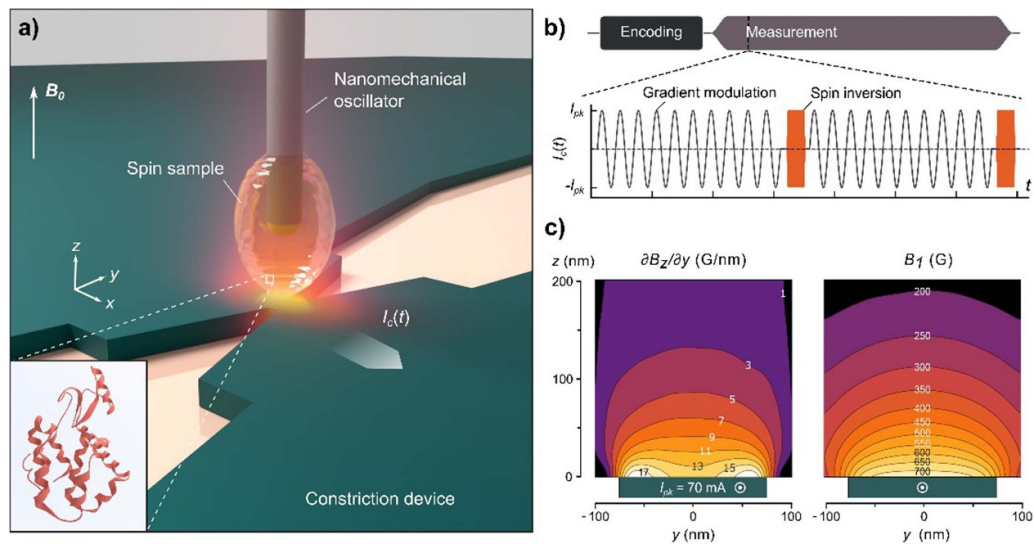 a)
B0
Nanomechanical
oscillator
Spin sample
z
y
x
Ic(t)
Constriction device
b)
Encoding
Measurement
Gradient modulation
Spin inversion
Ipk
Ic(t)
-Ipk
t
c)
z (nm)
∂Bz/∂y (G/nm)
B1 (G)
200
100
0
1
3
5
7
9
11
17
13
15
Ipk = 70 mA
-100
0
100
y (nm)
200
250
300
350
400
450
500
550
600
650
700
-100
0
100
y (nm)